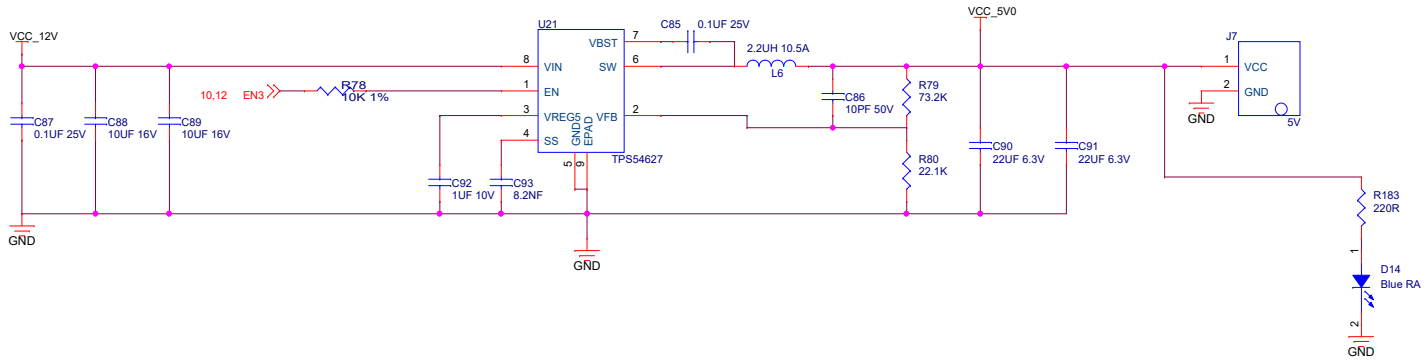 VCC_12V
C87
0.1UF 25V
C88
10UF 16V
C89
10UF 16V
10,12 EN3
R78
10K 1%
U21
8 VIN
1 EN
3 VREG5
4 SS
VBST 7
SW 6
VFB 2
GND
EPAD
5
9
TPS54627
C92
1UF 10V
C93
8.2NF
GND
GND
C85 0.1UF 25V
2.2UH 10.5A
L6
C86
10PF 50V
R79
73.2K
R80
22.1K
VCC_5V0
C90
22UF 6.3V
C91
22UF 6.3V
J7
1 VCC
2 GND
5V
GND
R183
220R
1
D14
Blue RA
2
GND